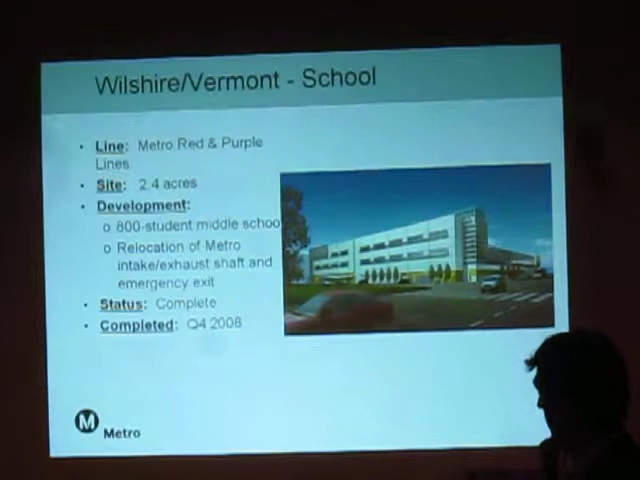 Wilshire/Vermont - School
• Line: Metro Red & Purple
Lines
• Site: 2.4 acres
• Development:
o 800-student middle schoo
o Relocation of Metro
intake/exhaust shaft and
emergency exit
• Status: Complete
• Completed: Q4 2008
M Metro